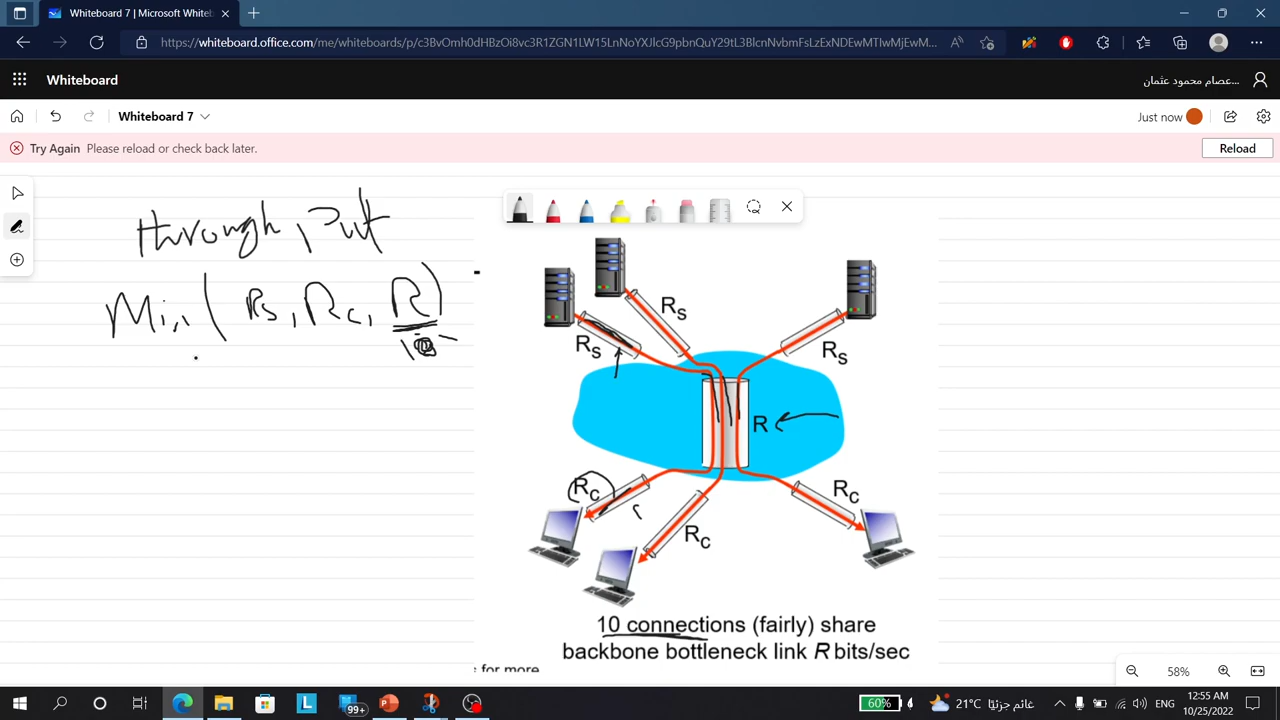 Whiteboard 7 | Microsoft Whiteb
https://whiteboard.office.com/me/whiteboards/p/c3BvOmh0dHBzOi8vc3R1ZGN1LW15LnNoYXJlcG9pbnQuY29tL3BlcnNvbmFsLzExNDEwMTIwMjEwM...
Whiteboard
عصام محمود عثمان...
Whiteboard 7
Just now
Try Again Please reload or check back later.
Reload
through put
Min ( Rs, Rc, R )
10
Rs
Rs
Rs
R
Rc
Rc
Rc
10 connections (fairly) share
backbone bottleneck link R bits/sec
s for more
58%
99+
60%
21°C غائم جزئيًا
ENG
12:55 AM
10/25/2022